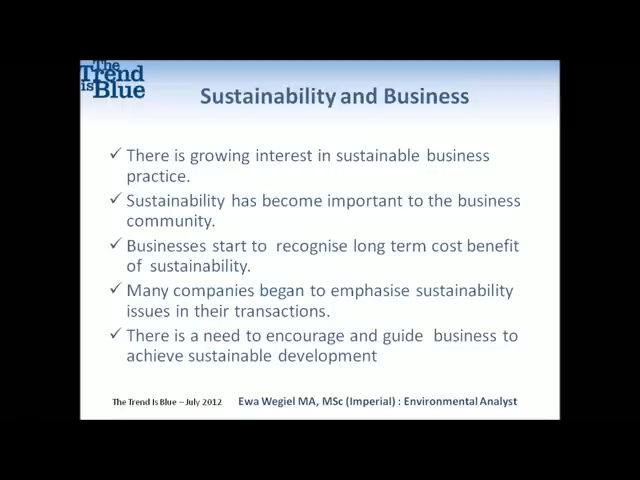 The
Trend
is Blue
Sustainability and Business
✓ There is growing interest in sustainable business
practice.
✓ Sustainability has become important to the business
community.
✓ Businesses start to recognise long term cost benefit
of sustainability.
✓ Many companies began to emphasise sustainability
issues in their transactions.
✓ There is a need to encourage and guide business to
achieve sustainable development
The Trend Is Blue – July 2012 Ewa Wegiel MA, MSc (Imperial) : Environmental Analyst